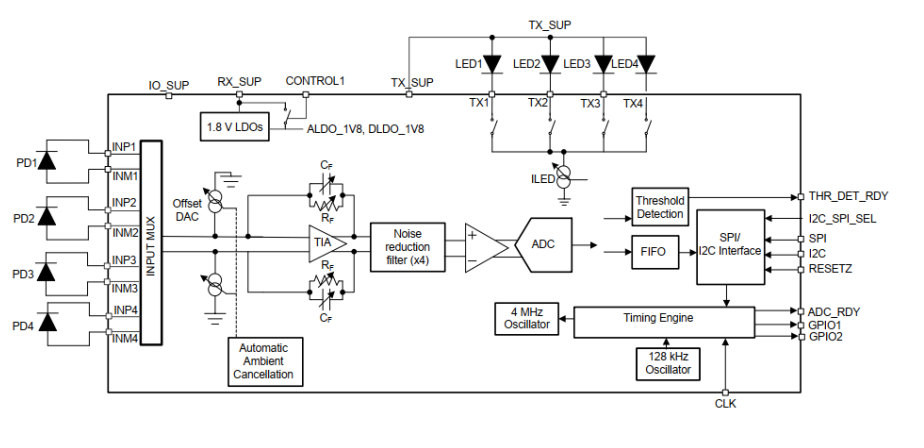 TX_SUP
LED1
LED2
LED3
LED4
IO_SUP
RX_SUP
CONTROL1
TX_SUP
TX1
TX2
TX3
TX4
1.8 V LDOs
ALDO_1V8, DLDO_1V8
PD1
INP1
INM1
PD2
INP2
INM2
PD3
INP3
INM3
PD4
INP4
INM4
INPUT MUX
Offset
DAC
CF
RF
TIA
RF
CF
Automatic
Ambient
Cancellation
Noise
reduction
filter (x4)
+
−
ADC
ILED
Threshold
Detection
FIFO
SPI/
I2C Interface
THR_DET_RDY
I2C_SPI_SEL
SPI
I2C
RESETZ
4 MHz
Oscillator
Timing Engine
128 kHz
Oscillator
ADC_RDY
GPIO1
GPIO2
CLK